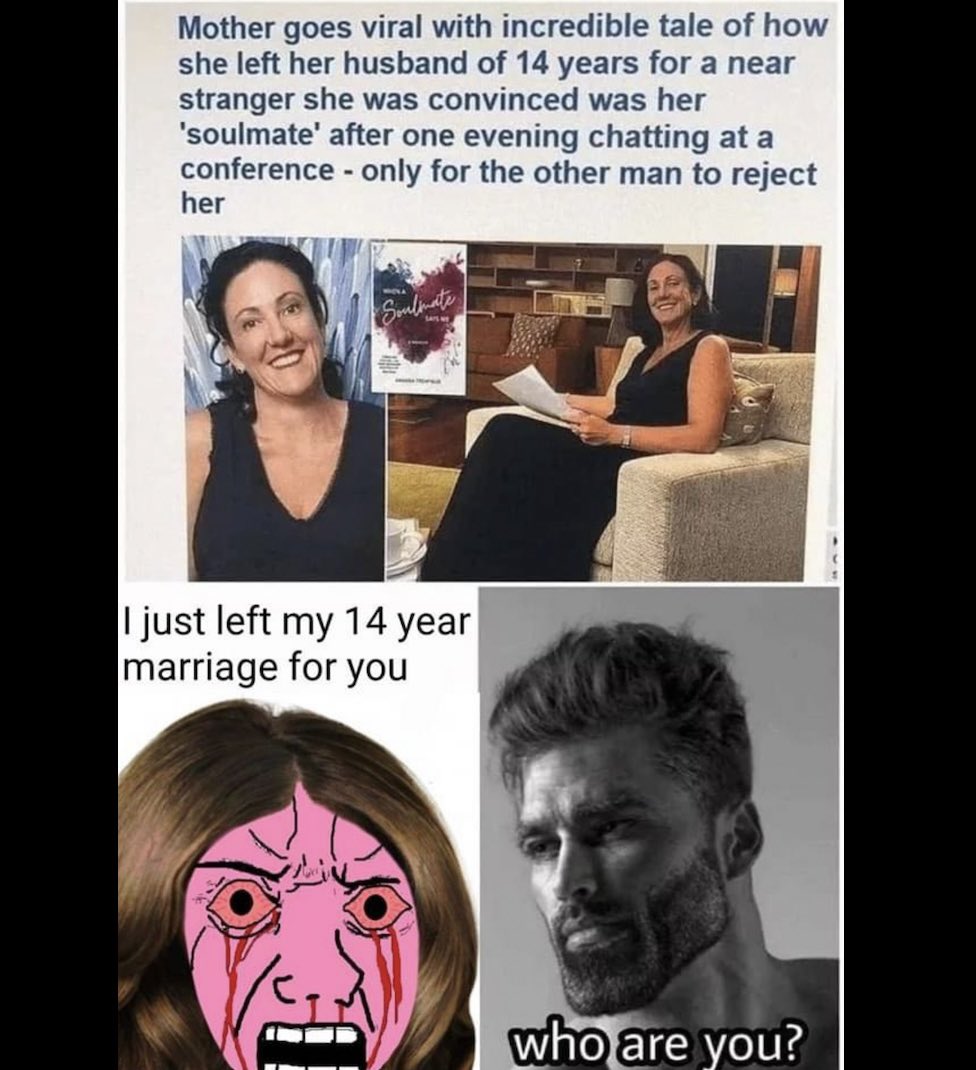 Mother goes viral with incredible tale of how
she left her husband of 14 years for a near
stranger she was convinced was her
'soulmate' after one evening chatting at a
conference - only for the other man to reject
her
Soulmate
SAYS NO
I just left my 14 year
marriage for you
who are you?